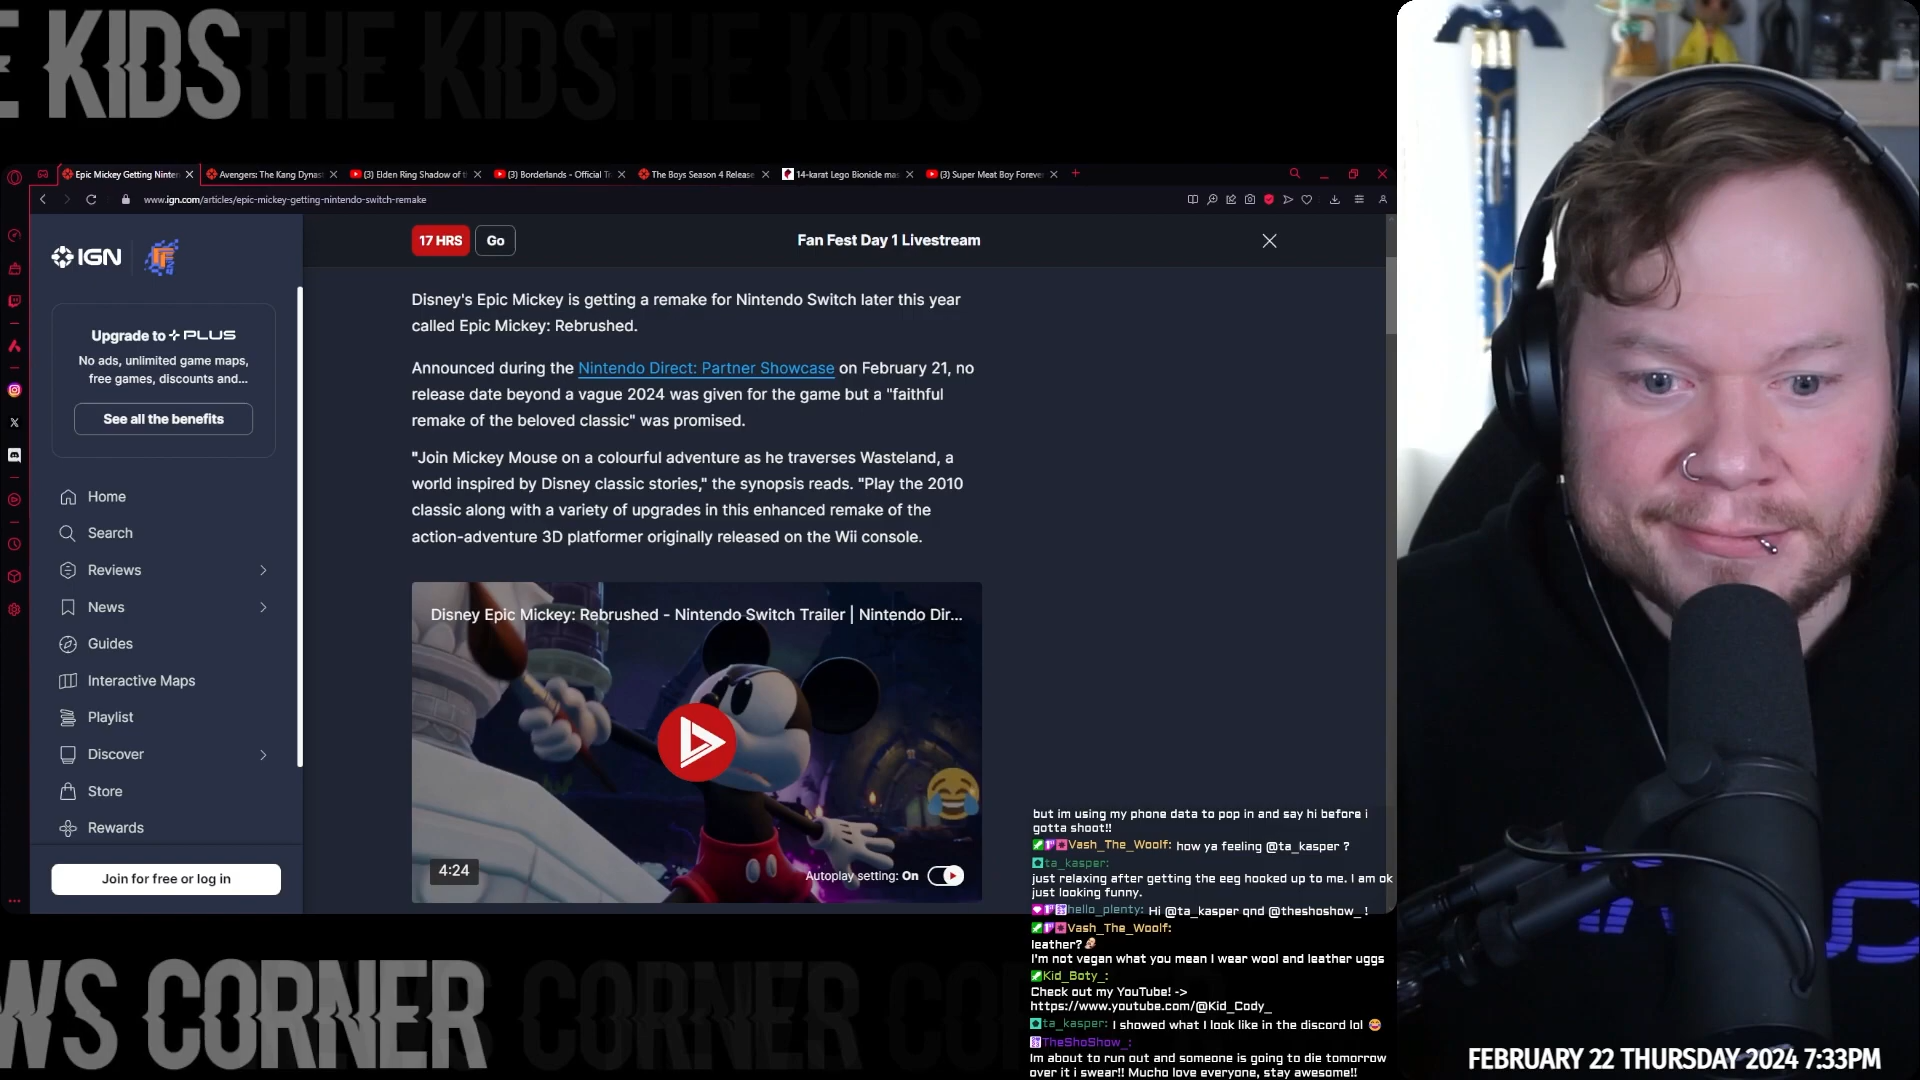 E KIDS THE KIDS THE KIDS
Epic Mickey Getting Ninten
Avengers: The Kang Dynast
(3) Elden Ring Shadow of t
(3) Borderlands - Official Ti
The Boys Season 4 Release
14-karat Lego Bionicle mas
(3) Super Meat Boy Foreve
www.ign.com/articles/epic-mickey-getting-nintendo-switch-remake
IGN
17 HRS
Go
Fan Fest Day 1 Livestream
Upgrade to PLUS
No ads, unlimited game maps,
free games, discounts and...
See all the benefits
Home
Search
Reviews
News
Guides
Interactive Maps
Playlist
Discover
Store
Rewards
Join for free or log in
Disney's Epic Mickey is getting a remake for Nintendo Switch later this year
called Epic Mickey: Rebrushed.
Announced during the Nintendo Direct: Partner Showcase on February 21, no
release date beyond a vague 2024 was given for the game but a "faithful
remake of the beloved classic" was promised.
"Join Mickey Mouse on a colourful adventure as he traverses Wasteland, a
world inspired by Disney classic stories," the synopsis reads. "Play the 2010
classic along with a variety of upgrades in this enhanced remake of the
action-adventure 3D platformer originally released on the Wii console.
Disney Epic Mickey: Rebrushed - Nintendo Switch Trailer | Nintendo Dir...
4:24
Autoplay setting: On
but im using my phone data to pop in and say hi before i
gotta shoot!!
Vash_The_Woolf: how ya feeling @ta_kasper ?
ta_kasper:
just relaxing after getting the eeg hooked up to me. I am ok
just looking funny.
hello_plenty: Hi @ta_kasper qnd @theshoshow_ !
Vash_The_Woolf:
leather?
I'm not vegan what you mean I wear wool and leather uggs
Kid_Boty_:
Check out my YouTube! ->
https://www.youtube.com/@Kid_Cody_
ta_kasper: I showed what I look like in the discord lol
TheShoShow_:
Im about to run out and someone is going to die tomorrow
over it i swear!! Mucho love everyone, stay awesome!!
WS CORNER CORNER CORNER
FEBRUARY 22 THURSDAY 2024 7:33PM